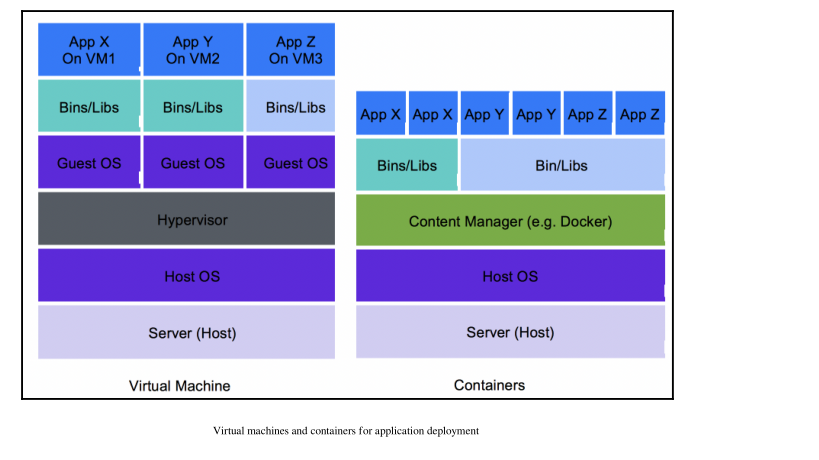 App X
On VM1
App Y
On VM2
App Z
On VM3
Bins/Libs
Bins/Libs
Bins/Libs
Guest OS
Guest OS
Guest OS
Hypervisor
Host OS
Server (Host)
Virtual Machine
App X
App X
App Y
App Y
App Z
App Z
Bins/Libs
Bin/Libs
Content Manager (e.g. Docker)
Host OS
Server (Host)
Containers
Virtual machines and containers for application deployment